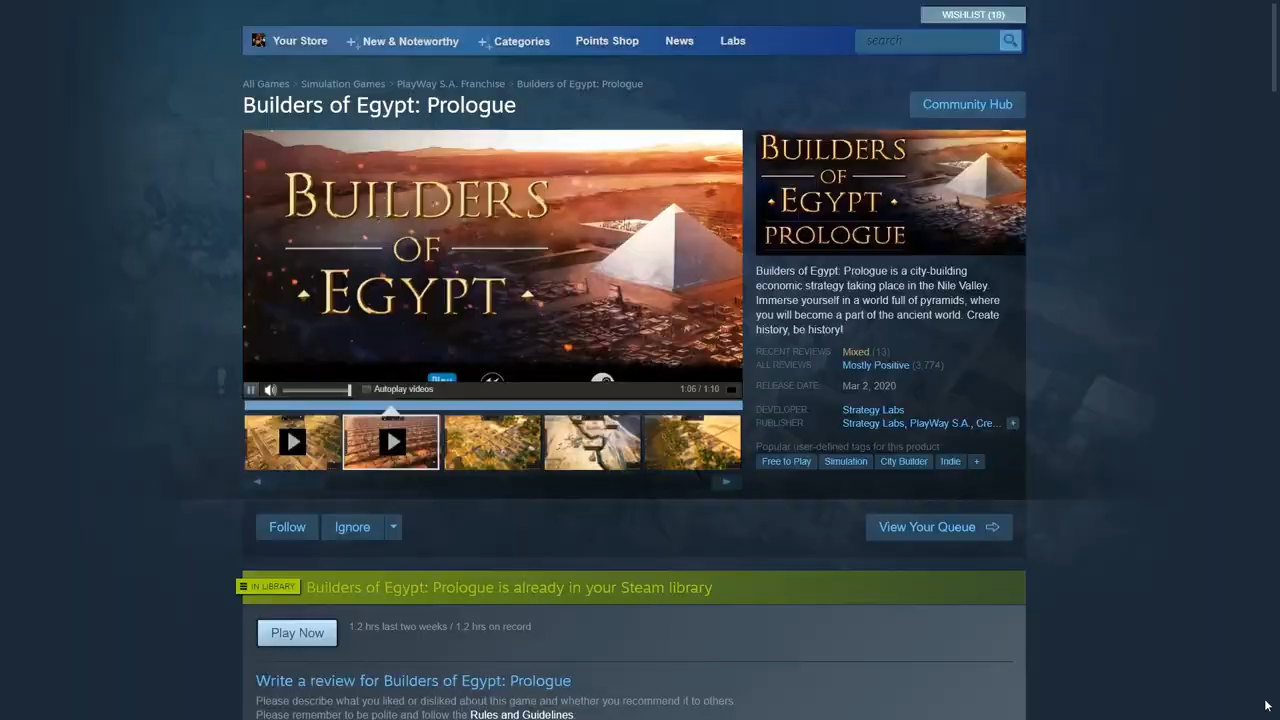 WISHLIST (18)
Your Store
New & Noteworthy
Categories
Points Shop
News
Labs
search
All Games > Simulation Games > PlayWay S.A. Franchise > Builders of Egypt: Prologue
Builders of Egypt: Prologue
Community Hub
BUILDERS
OF
EGYPT
Autoplay videos
1:06 / 1:10
BUILDERS
OF
EGYPT
PROLOGUE
Builders of Egypt: Prologue is a city-building
economic strategy taking place in the Nile Valley.
Immerse yourself in a world full of pyramids, where
you will become a part of the ancient world. Create
history, be history!
RECENT REVIEWS: Mixed (13)
ALL REVIEWS: Mostly Positive (3,774)
RELEASE DATE: Mar 2, 2020
DEVELOPER: Strategy Labs
PUBLISHER: Strategy Labs, PlayWay S.A., Cre... +
Popular user-defined tags for this product:
Free to Play Simulation City Builder Indie +
Follow
Ignore
View Your Queue
IN LIBRARY
Builders of Egypt: Prologue is already in your Steam library
Play Now
1.2 hrs last two weeks / 1.2 hrs on record
Write a review for Builders of Egypt: Prologue
Please describe what you liked or disliked about this game and whether you recommend it to others.
Please remember to be polite and follow the Rules and Guidelines.